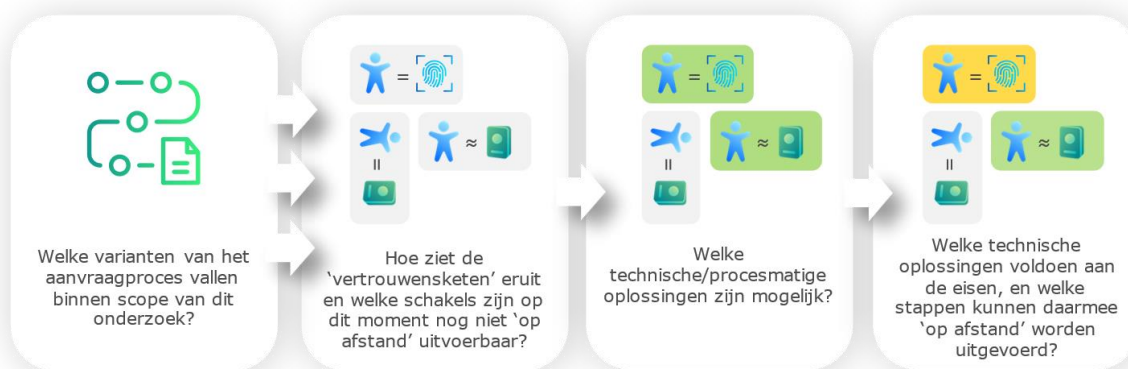 Welke varianten van het
aanvraagproces vallen
binnen scope van dit
onderzoek?
=
=
≈
Hoe ziet de
‘vertrouwensketen’ eruit
en welke schakels zijn op
dit moment nog niet ‘op
afstand’ uitvoerbaar?
=
=
≈
Welke
technische/procesmatige
oplossingen zijn mogelijk?
=
=
≈
Welke technische
oplossingen voldoen aan
de eisen, en welke
stappen kunnen daarmee
‘op afstand’ worden
uitgevoerd?